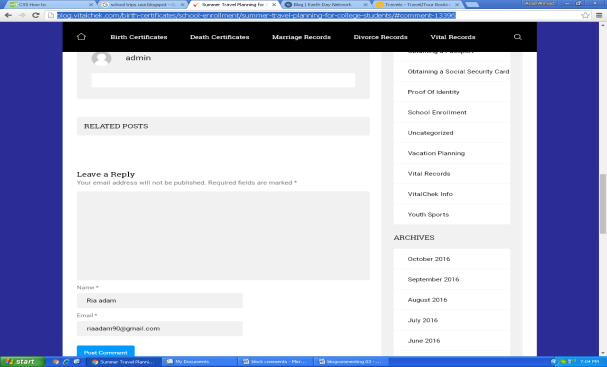 CSS How to
school trips usa blogspot
Summer Travel Planning for
Blog | Earth Day Network
Travels - Travel|Tour Book
blog.vitalchek.com/birth-certificates/school-enrollment/summer-travel-planning-for-college-students/#comment-13396
Birth Certificates Death Certificates Marriage Records Divorce Records Vital Records
admin
Obtaining a Social Security Card
Proof Of Identity
School Enrollment
Uncategorized
Vacation Planning
Vital Records
VitalChek Info
Youth Sports
RELATED POSTS
Leave a Reply
Your email address will not be published. Required fields are marked *
Name *
Ria adam
Email *
riaadam90@gmail.com
Post Comment
ARCHIVES
October 2016
September 2016
August 2016
July 2016
June 2016
start
Summer Travel Planni...
My Documents
block comments - Micr...
blogcommenting 03 - ...
7:04 PM